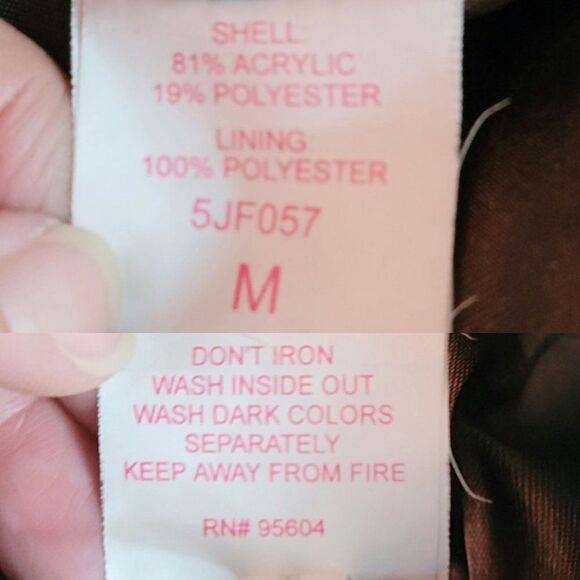 SHELL:
81% ACRYLIC
19% POLYESTER
LINING
100% POLYESTER
5JF057
M
DON'T IRON
WASH INSIDE OUT
WASH DARK COLORS
SEPARATELY
KEEP AWAY FROM FIRE
RN# 95604